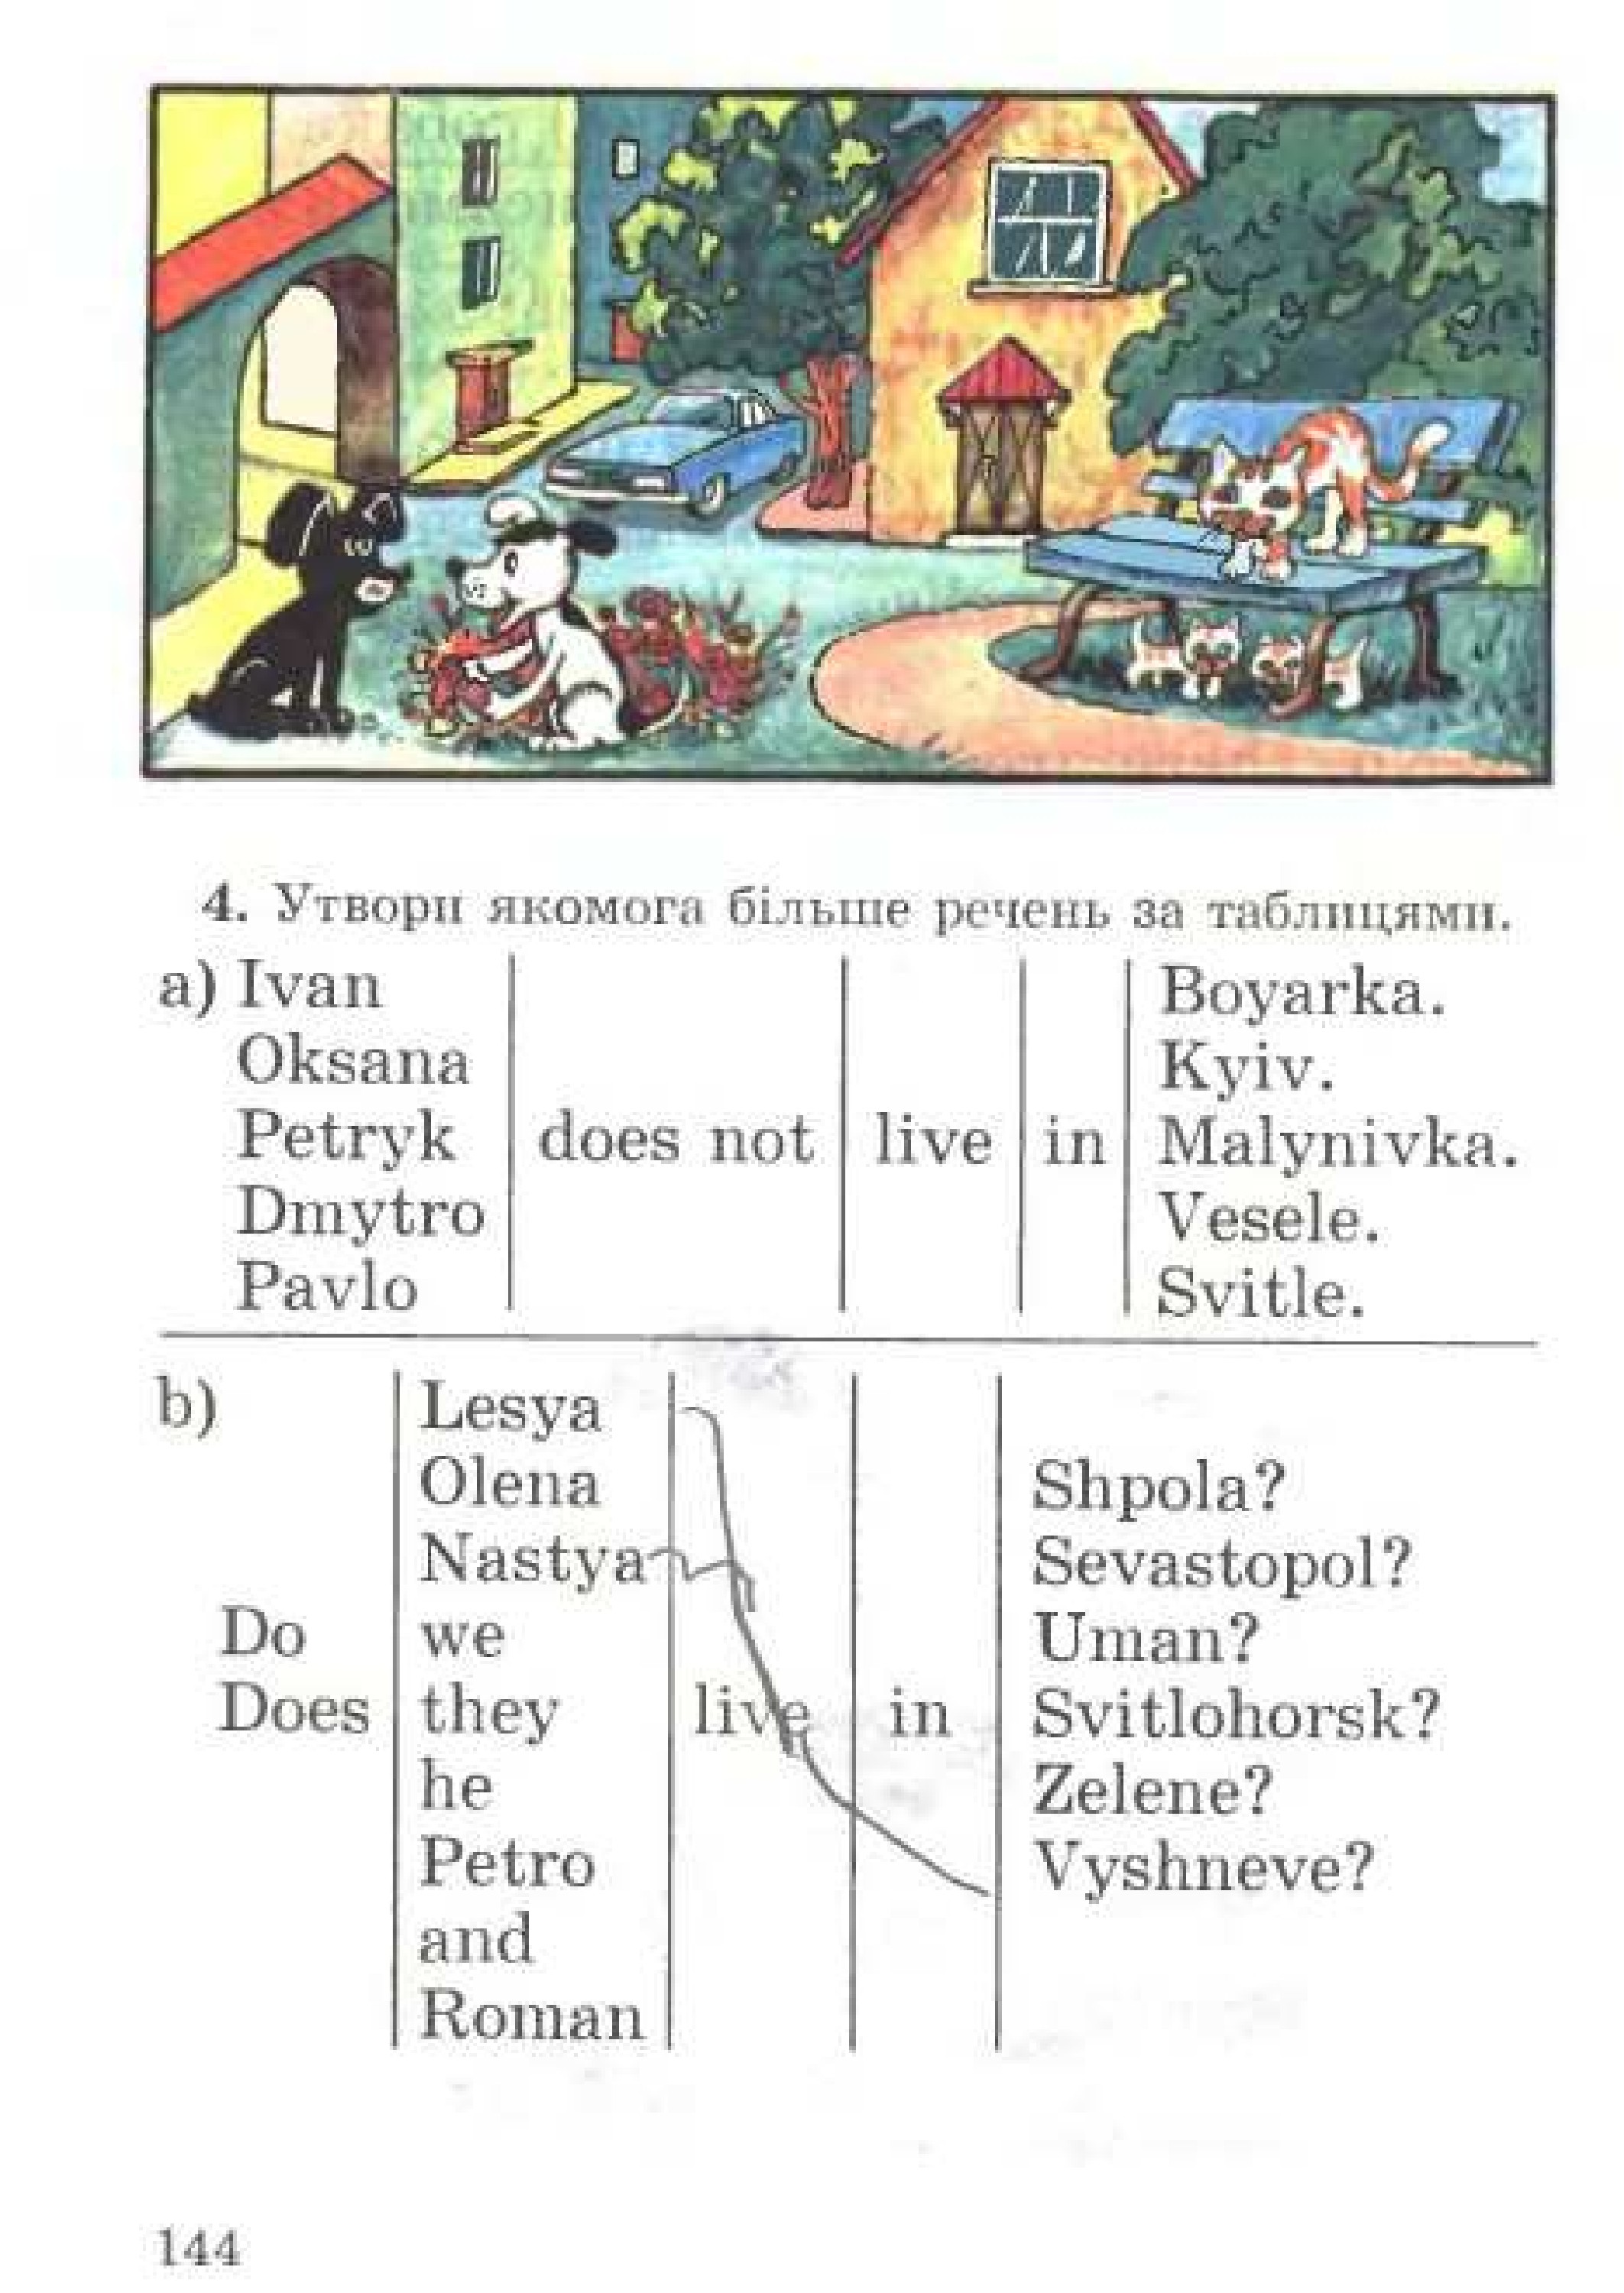 4. Утвори якомога більше речень за таблицями.
a) Ivan
Oksana
Petryk
Dmytro
Pavlo
does not
live
in
Boyarka.
Kyiv.
Malynivka.
Vesele.
Svitle.
b)
Do
Does
Lesya
Olena
Nastya
we
they
he
Petro
and
Roman
live
in
Shpola?
Sevastopol?
Uman?
Svitlohorsk?
Zelene?
Vyshneve?
144